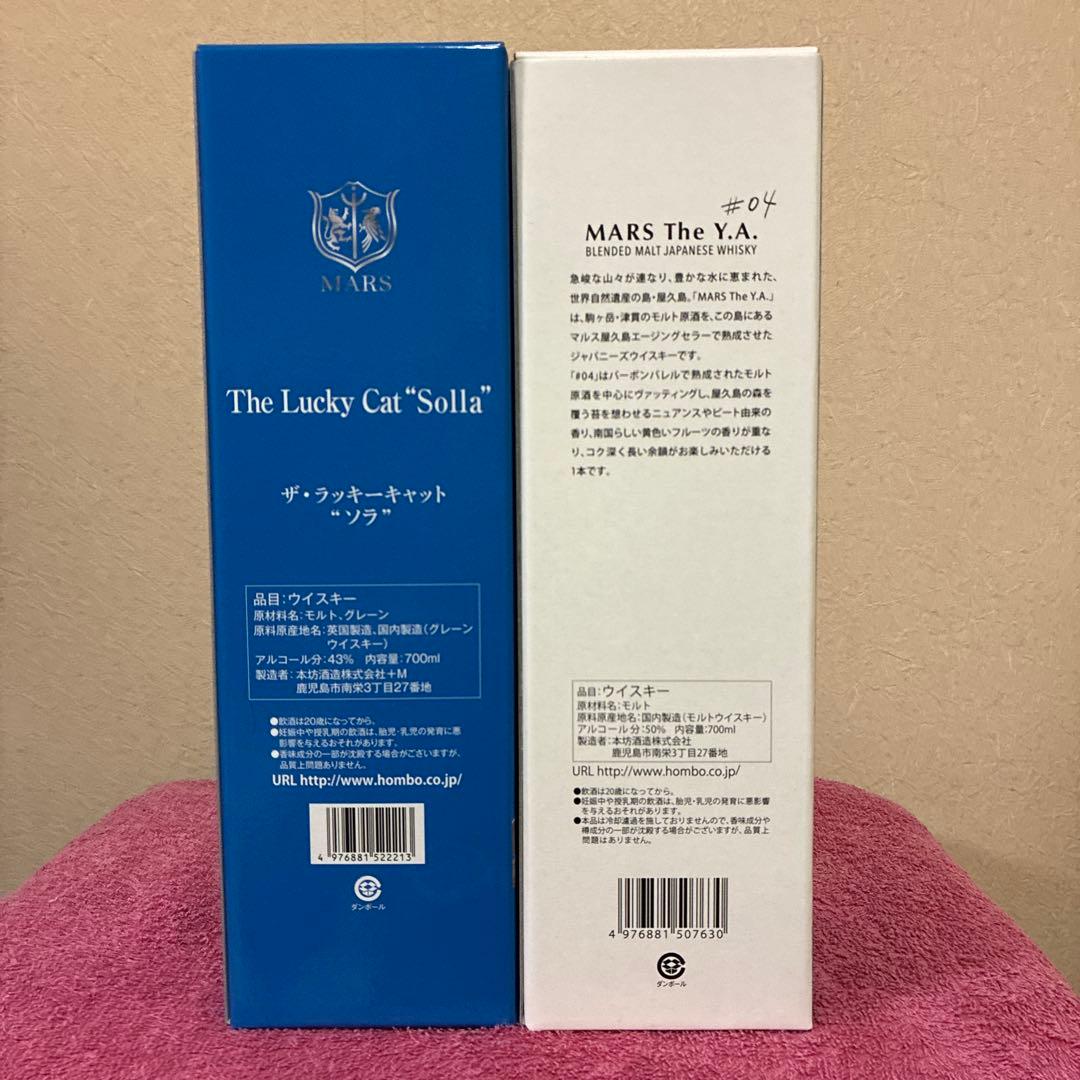 MARS
The Lucky Cat “Solla”
ザ・ラッキーキャット
“ソラ”
品目：ウイスキー
原材料名：モルト、グレーン
原料原産地名：英国製造、国内製造（グレーン
ウイスキー）
アルコール分：43% 内容量：700ml
製造者：本坊酒造株式会社+M
鹿児島市南栄3丁目27番地
●飲酒は20歳になってから。
●妊娠中や授乳期の飲酒は、胎児・乳児の発育に悪
影響を与えるおそれがあります。
●香味成分の一部が沈殿する場合がございますが、
品質上問題ありません。
URL http://www.hombo.co.jp/
4 976881 522213
ダンボール
#04
MARS The Y.A.
BLENDED MALT JAPANESE WHISKY
急峻な山々が連なり、豊かな水に恵まれた、
世界自然遺産の島・屋久島。「MARS The Y.A.」
は、駒ヶ岳・津貫のモルト原酒を、この島にある
マルス屋久島エージングセラーで熟成させた
ジャパニーズウイスキーです。
「#04」はバーボンバレルで熟成されたモルト
原酒を中心にヴァッティングし、屋久島の森を
覆う苔を想わせるニュアンスやピート由来の
香り、南国らしい黄色いフルーツの香りが重な
り、コク深く長い余韻がお楽しみいただける
1本です。
品目：ウイスキー
原材料名：モルト
原料原産地名：国内製造（モルトウイスキー）
アルコール分：50% 内容量：700ml
製造者：本坊酒造株式会社
鹿児島市南栄3丁目27番地
URL http://www.hombo.co.jp/
●飲酒は20歳になってから。
●妊娠中や授乳期の飲酒は、胎児・乳児の発育に悪影響
を与えるおそれがあります。
●本品は冷却濾過を施しておりませんので、香味成分や
樽成分の一部が沈殿する場合がございますが、品質上
問題はありません。
4 976881 507630
ダンボール